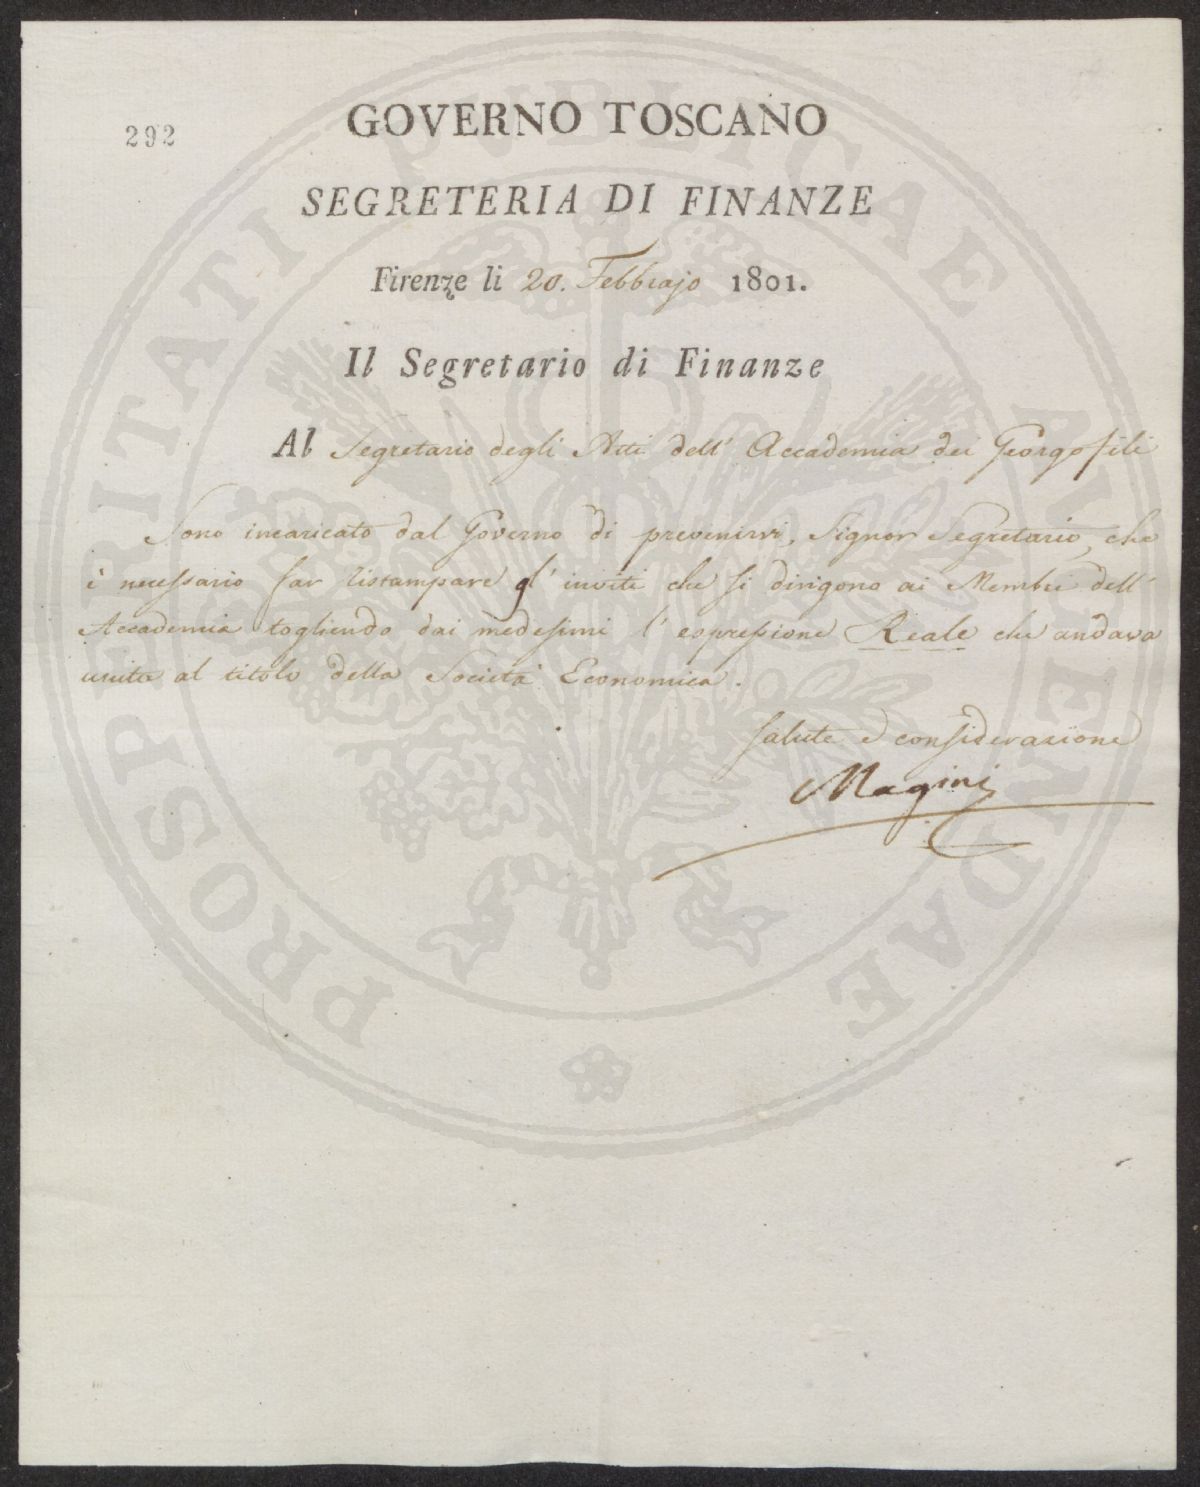 292
GOVERNO TOSCANO
SEGRETERIA DI FINANZE
Firenze li 20. Febbrajo 1801.
Il Segretario di Finanze
Al Segretario degli Atti dell' Accademia dei Georgofili
Sono incaricato dal Governo di prevenirvi, Signor Segretario, che
è necessario far ristampare gl' inviti che si dirigono ai Membri dell'
Accademia togliendo dai medesimi l' espressione Reale che andava
unita al titolo della Società Economica.
Salute e considerazione
Magini
PROSPERITATI PUBLICAE AUGENDAE